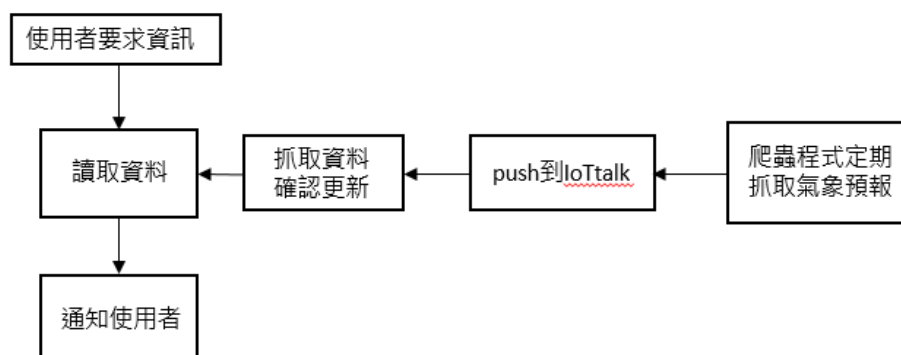 使用者要求資訊
讀取資料
抓取資料
確認更新
push到IoTtalk
爬蟲程式定期
抓取氣象預報
通知使用者